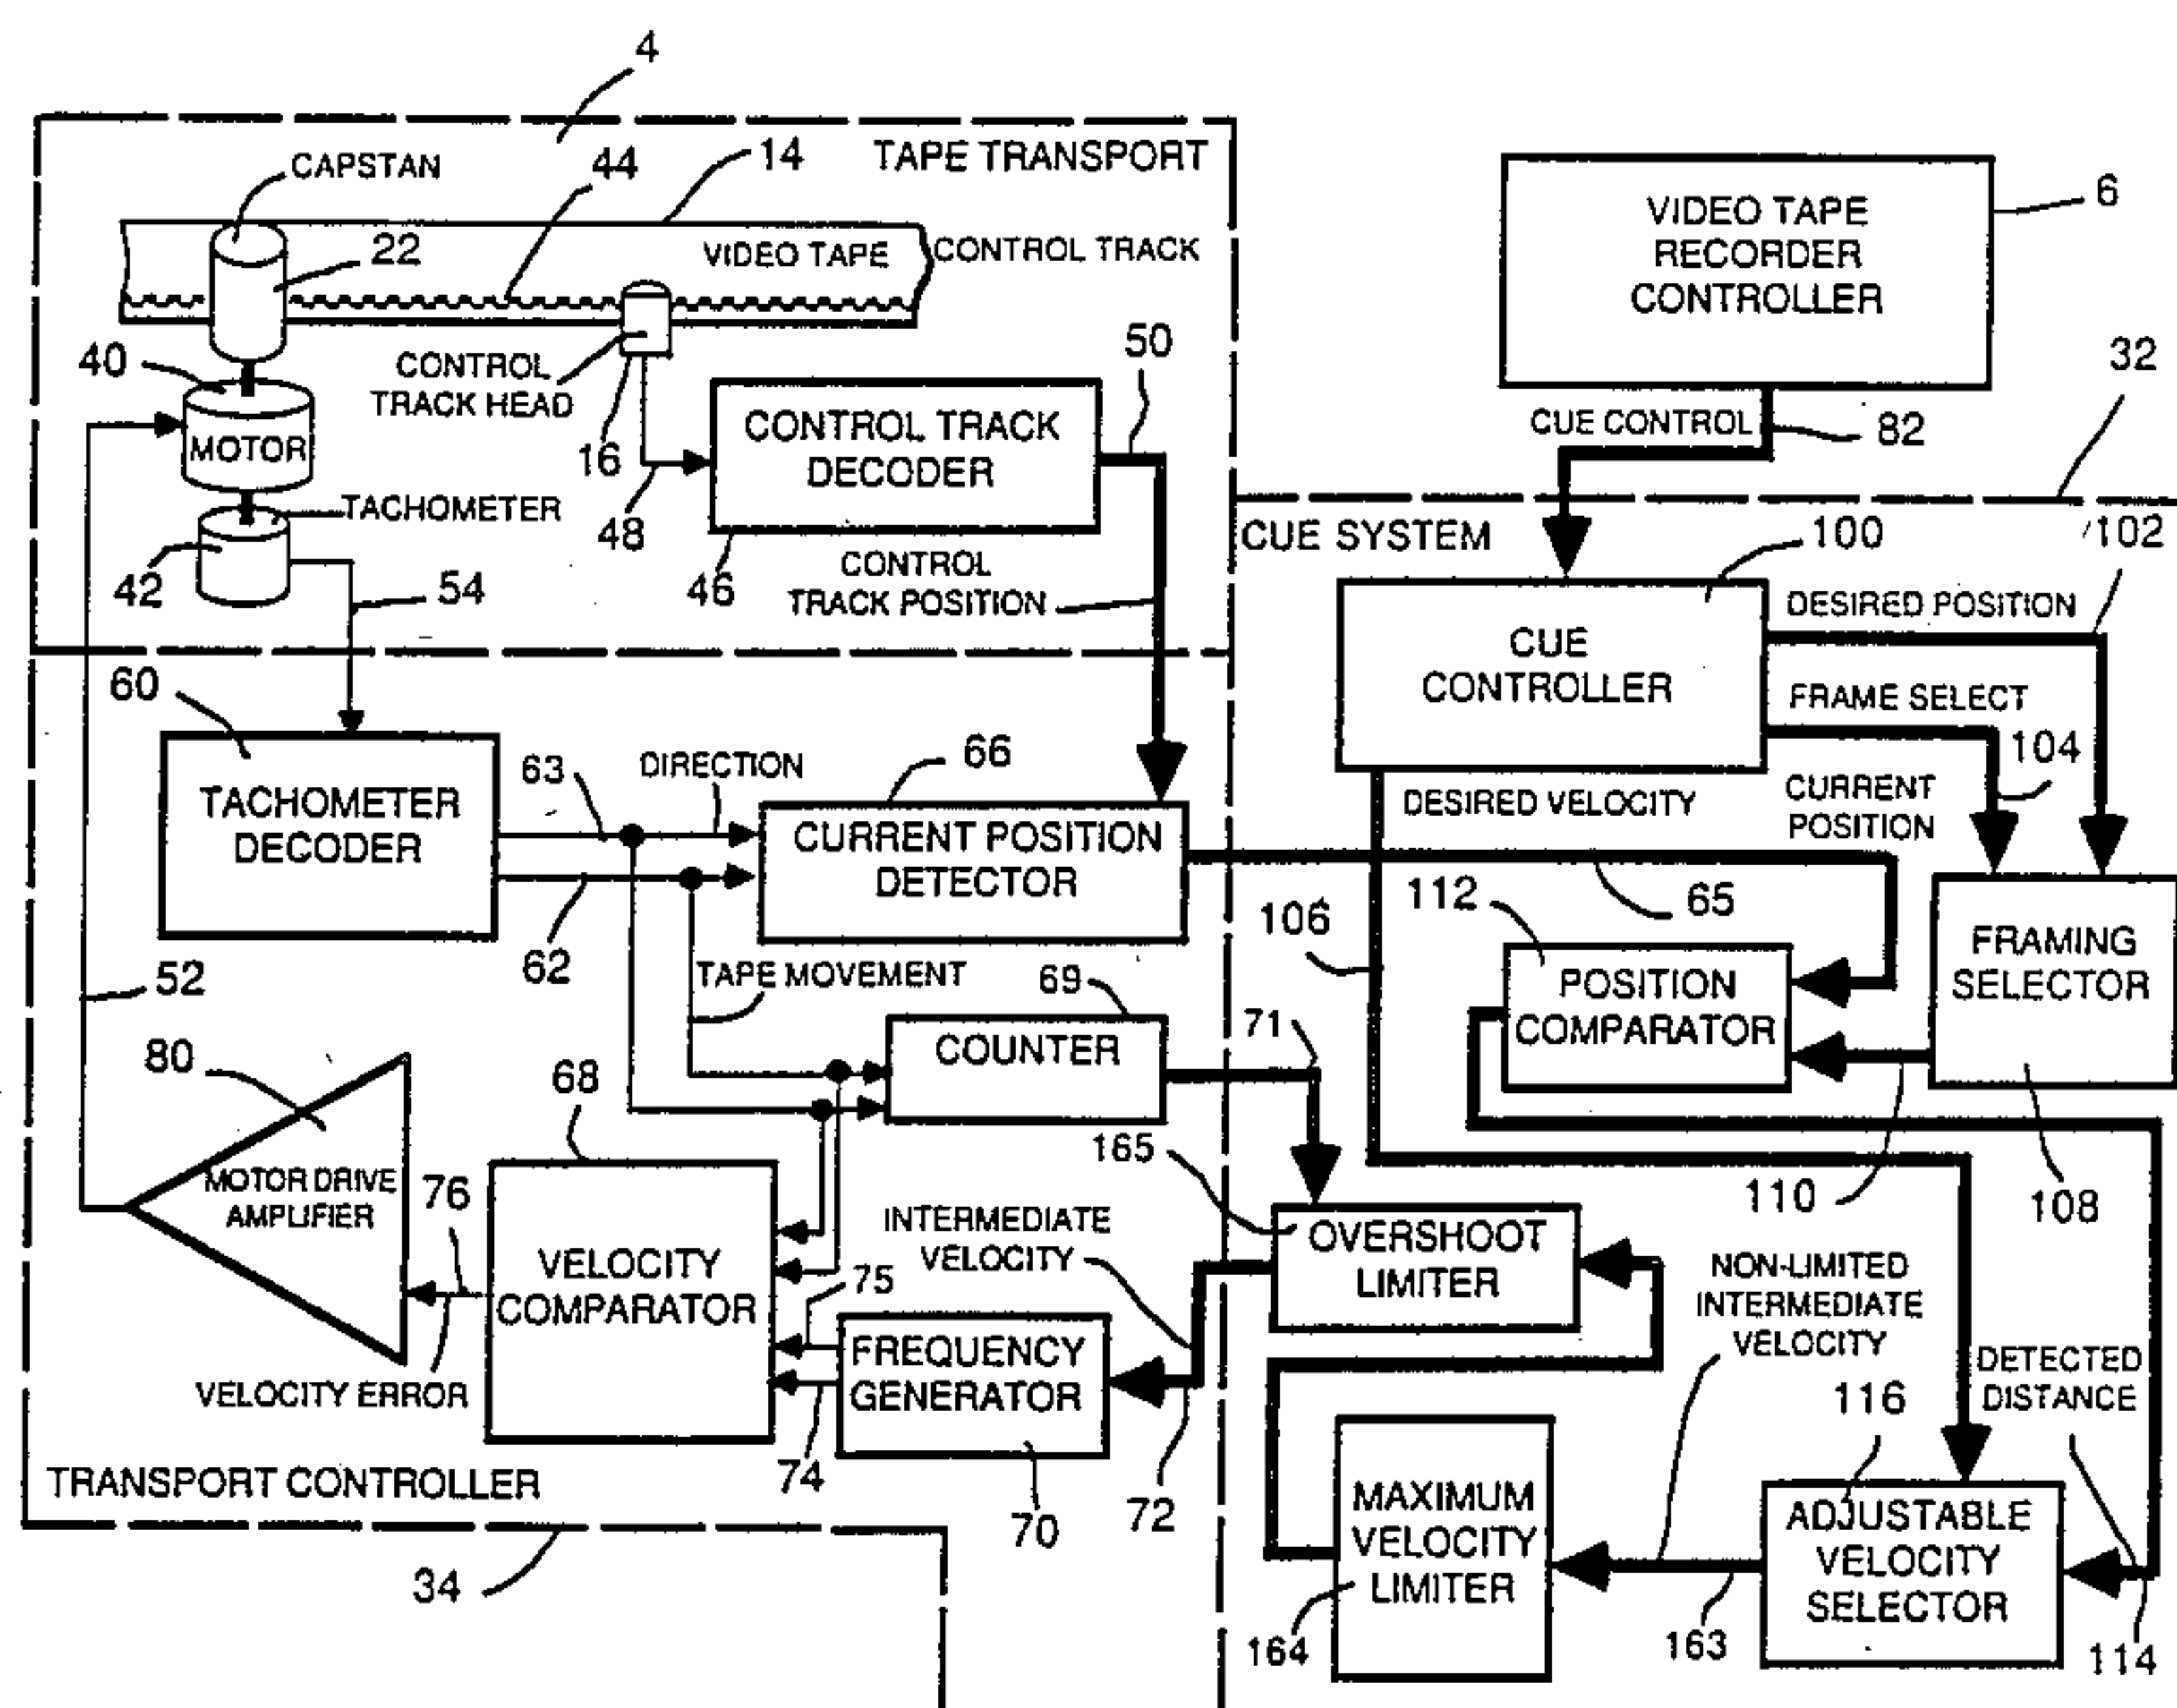 4
CAPSTAN
44
14
TAPE TRANSPORT
22
VIDEO TAPE
CONTROL TRACK
VIDEO TAPE
RECORDER
CONTROLLER
6
40
CONTROL
TRACK HEAD
16
48
50
CONTROL TRACK
DECODER
46
MOTOR
TACHOMETER
42
54
CONTROL
TRACK POSITION
CUE CONTROL
82
32
CUE SYSTEM
100
102
CUE
CONTROLLER
DESIRED POSITION
FRAME SELECT
104
60
TACHOMETER
DECODER
63
DIRECTION
66
CURRENT POSITION
DETECTOR
62
DESIRED VELOCITY
CURRENT
POSITION
112
65
106
FRAMING
SELECTOR
POSITION
COMPARATOR
52
TAPE MOVEMENT
69
COUNTER
71
80
68
165
110
108
MOTOR DRIVE
AMPLIFIER
76
VELOCITY
COMPARATOR
INTERMEDIATE
VELOCITY
75
OVERSHOOT
LIMITER
NON-LIMITED
INTERMEDIATE
VELOCITY
DETECTED
DISTANCE
FREQUENCY
GENERATOR
VELOCITY ERROR
74
70
72
116
TRANSPORT CONTROLLER
34
MAXIMUM
VELOCITY
LIMITER
164
163
ADJUSTABLE
VELOCITY
SELECTOR
114